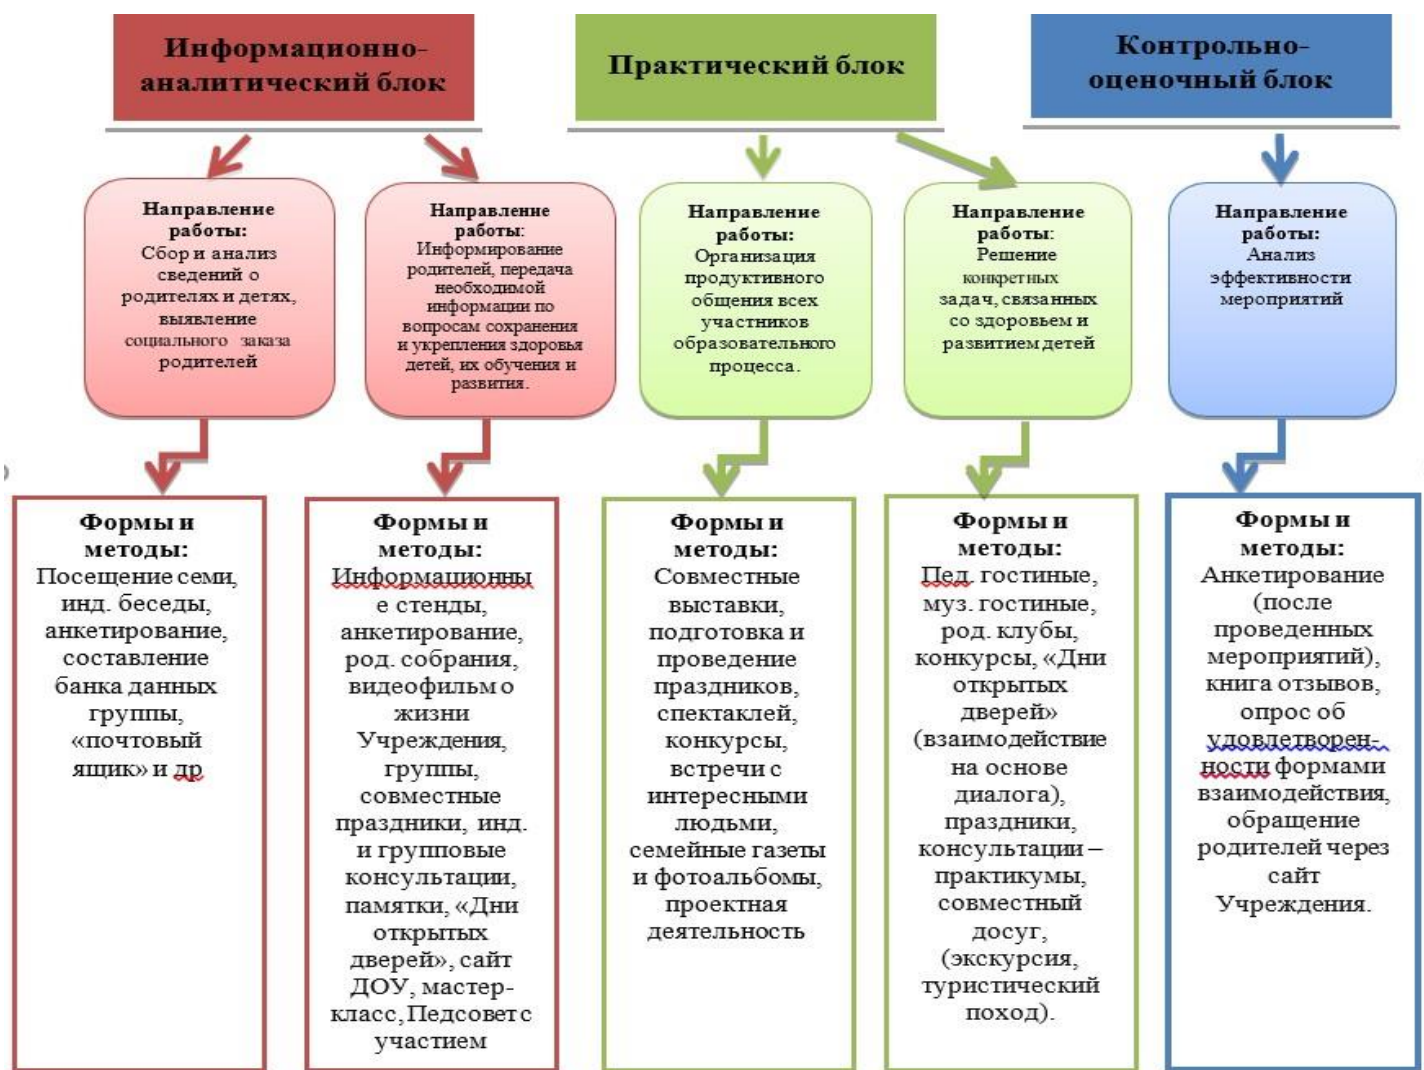 Информационно-
аналитический блок
Практический блок
Контрольно-
оценочный блок
Направление
работы:
Сбор и анализ
сведений о
родителях и детях,
выявление
социального заказа
родителей
Направление
работы:
Информирование
родителей, передача
необходимой
информации по
вопросам сохранения
и укрепления здоровья
детей, их обучения и
развития.
Направление
работы:
Организация
продуктивного
общения всех
участников
образовательного
процесса.
Направление
работы:
Решение
конкретных
задач, связанных
со здоровьем и
развитием детей
Направление
работы:
Анализ
эффективности
мероприятий
Формы и
методы:
Посещение семи,
инд. беседы,
анкетирование,
составление
банка данных
группы,
«почтовый
ящик» и др
Формы и
методы:
Информационны
е стенды,
анкетирование,
род. собрания,
видеофильм о
жизни
Учреждения,
группы,
совместные
праздники, инд.
и групповые
консультации,
памятки, «Дни
открытых
дверей», сайт
ДОУ, мастер-
класс, Педсовет с
участием
Формы и
методы:
Совместные
выставки,
подготовка и
проведение
праздников,
спектаклей,
конкурсы,
встречи с
интересными
людьми,
семейные газеты
и фотоальбомы,
проектная
деятельность
Формы и
методы:
Пед. гостиные,
муз. гостиные,
род. клубы,
конкурсы, «Дни
открытых
дверей»
(взаимодействие
на основе
диалога),
праздники,
консультации –
практикумы,
совместный
досуг,
(экскурсия,
туристический
поход).
Формы и
методы:
Анкетирование
(после
проведенных
мероприятий),
книга отзывов,
опрос об
удовлетворен-
ности формами
взаимодействия,
обращение
родителей через
сайт
Учреждения.